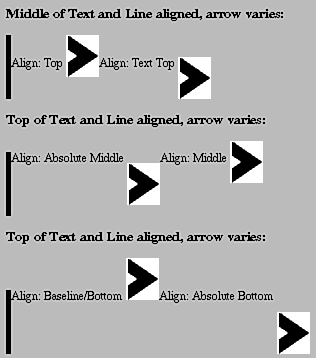 Middle of Text and Line aligned, arrow varies:
Align: Top Align: Text Top
Top of Text and Line aligned, arrow varies:
Align: Absolute Middle Align: Middle
Top of Text and Line aligned, arrow varies:
Align: Baseline/Bottom Align: Absolute Bottom